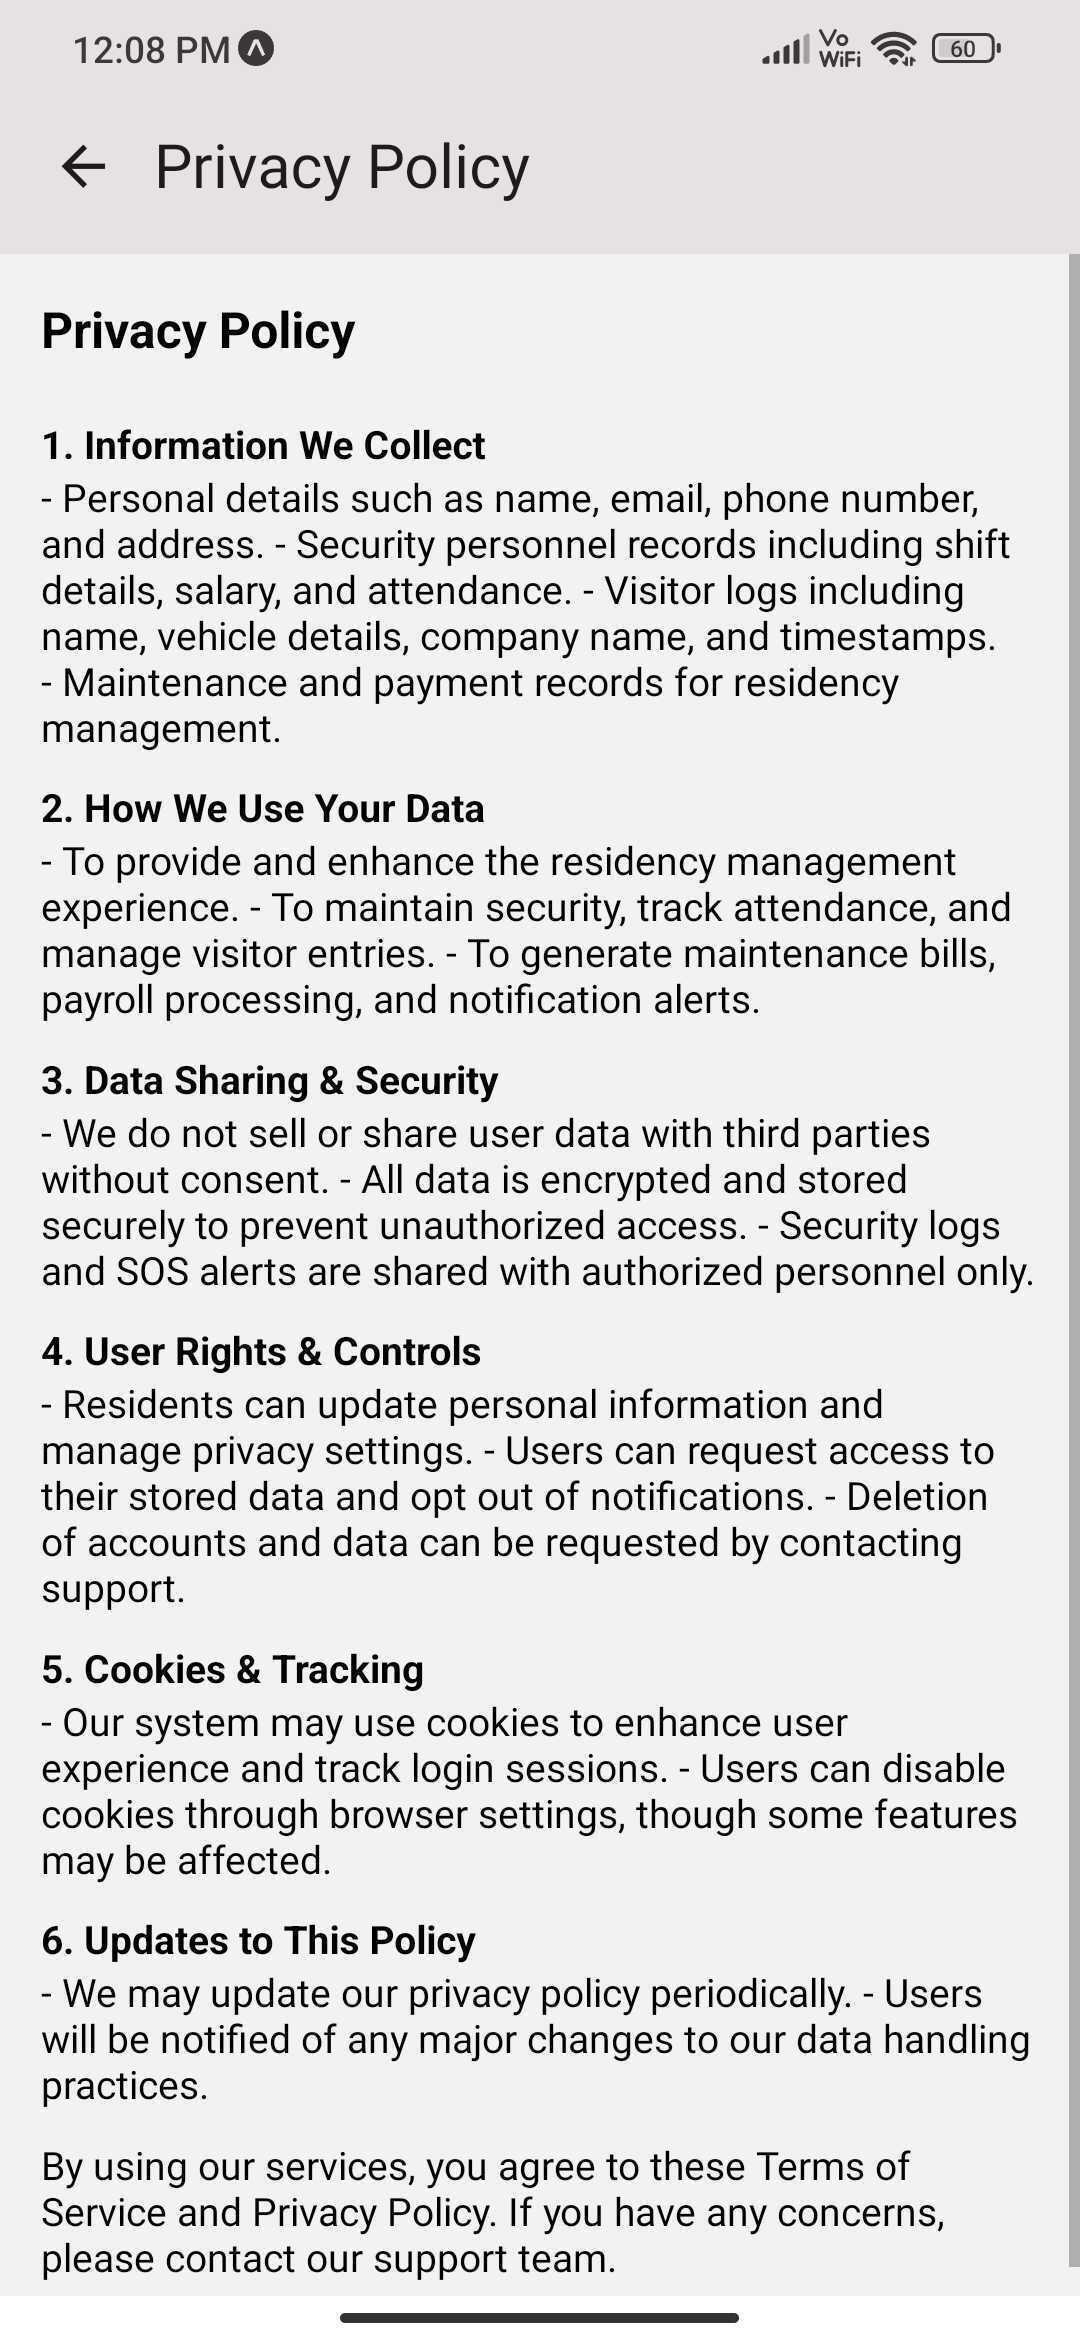 12:08 PM
Vo
WiFi
60
Privacy Policy
Privacy Policy
1. Information We Collect
- Personal details such as name, email, phone number,
and address. - Security personnel records including shift
details, salary, and attendance. - Visitor logs including
name, vehicle details, company name, and timestamps.
- Maintenance and payment records for residency
management.
2. How We Use Your Data
- To provide and enhance the residency management
experience. - To maintain security, track attendance, and
manage visitor entries. - To generate maintenance bills,
payroll processing, and notification alerts.
3. Data Sharing & Security
- We do not sell or share user data with third parties
without consent. - All data is encrypted and stored
securely to prevent unauthorized access. - Security logs
and SOS alerts are shared with authorized personnel only.
4. User Rights & Controls
- Residents can update personal information and
manage privacy settings. - Users can request access to
their stored data and opt out of notifications. - Deletion
of accounts and data can be requested by contacting
support.
5. Cookies & Tracking
- Our system may use cookies to enhance user
experience and track login sessions. - Users can disable
cookies through browser settings, though some features
may be affected.
6. Updates to This Policy
- We may update our privacy policy periodically. - Users
will be notified of any major changes to our data handling
practices.
By using our services, you agree to these Terms of
Service and Privacy Policy. If you have any concerns,
please contact our support team.